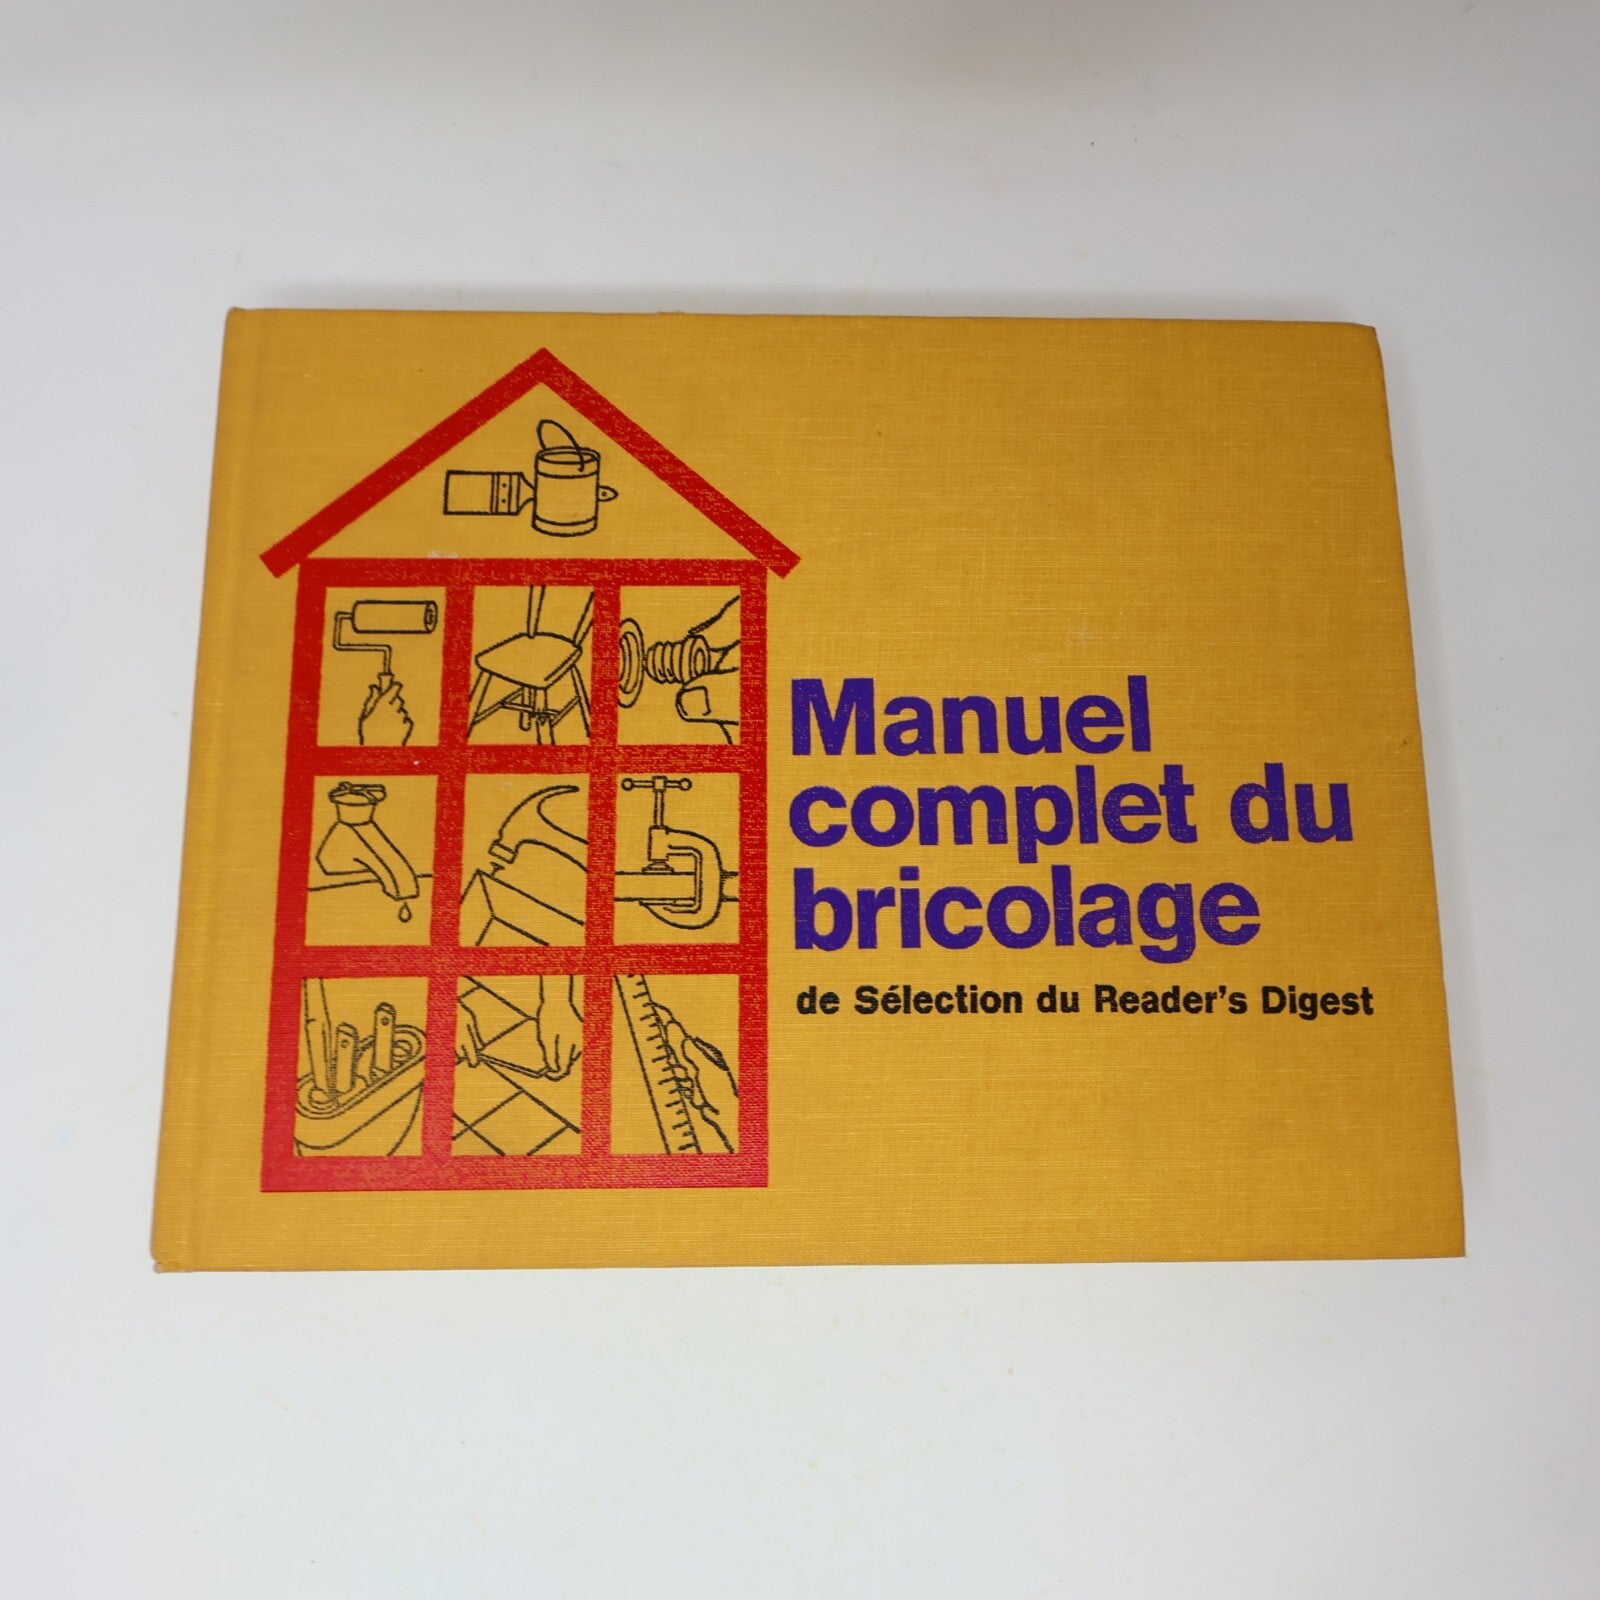 Manuel
complet du
bricolage
de Sélection du Reader's Digest